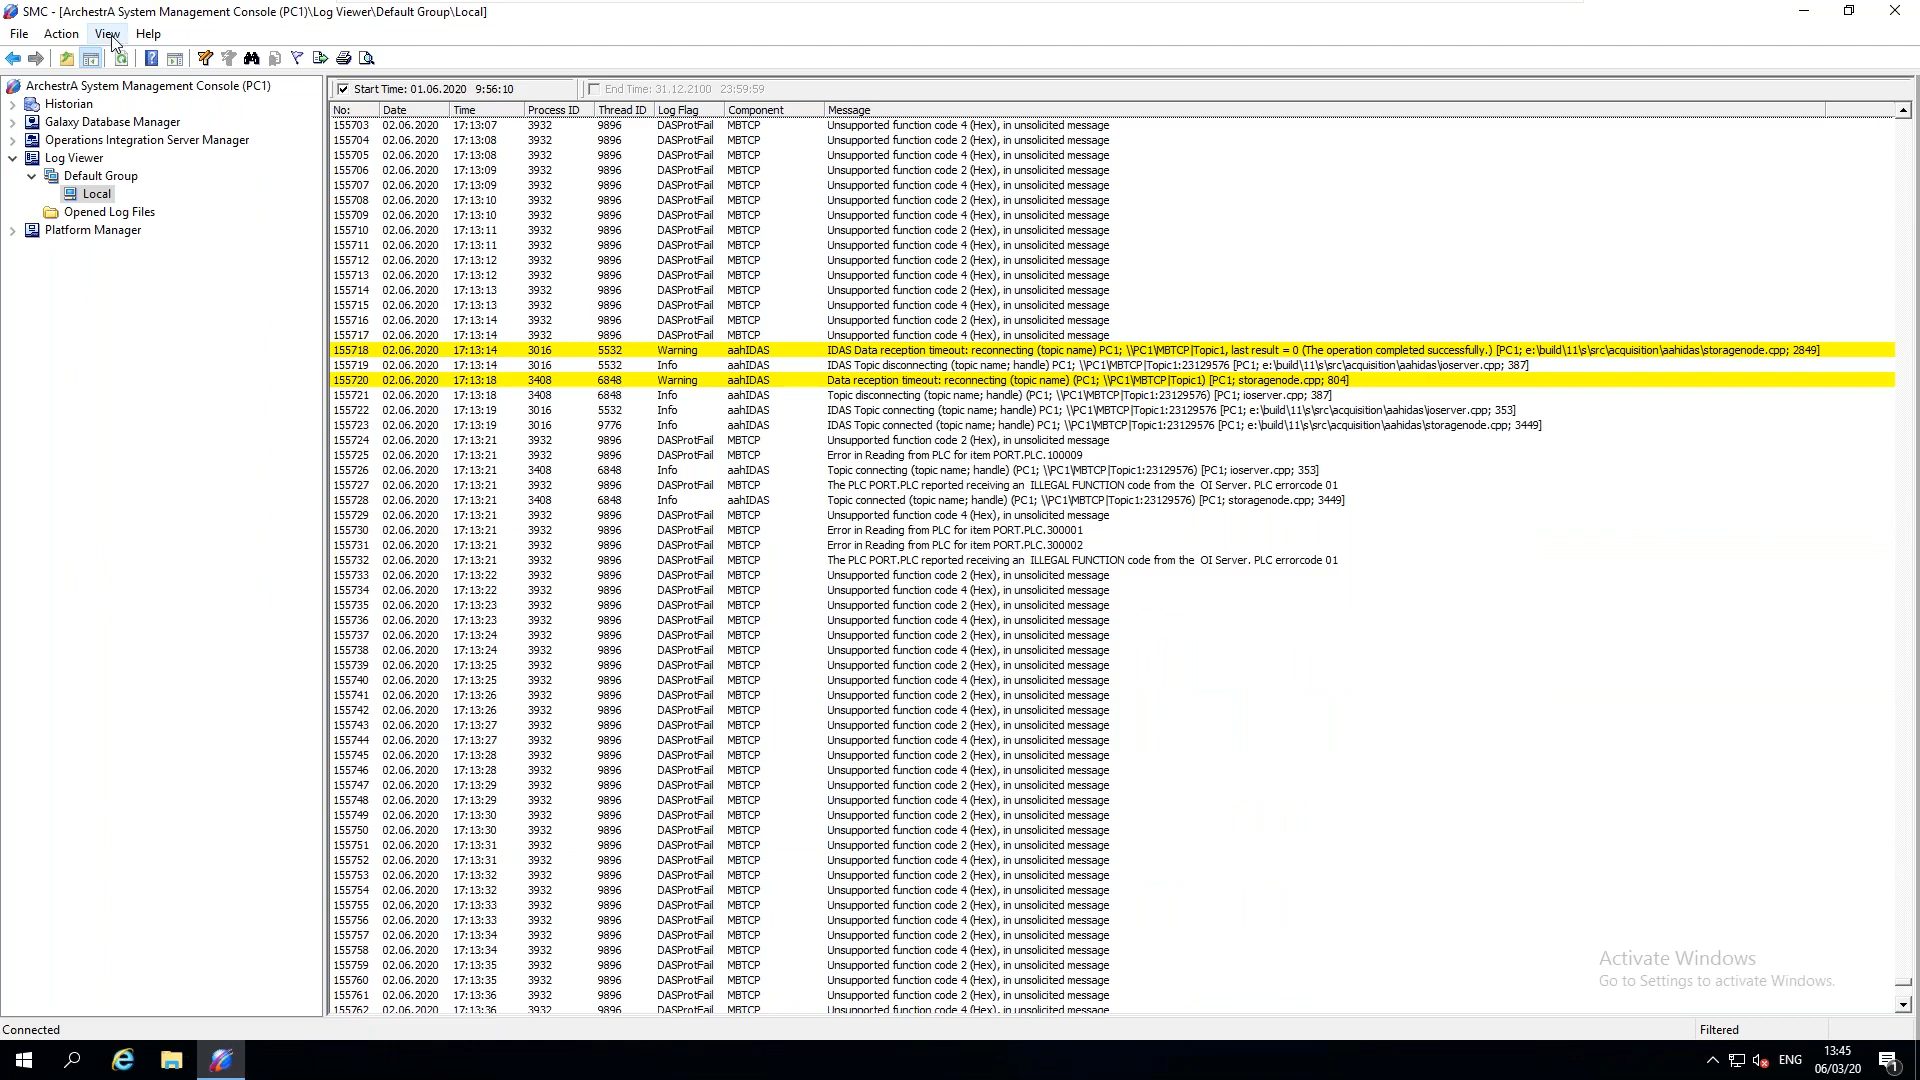 SMC - [ArchestrA System Management Console (PC1)\Log Viewer\Default Group\Local]
File Action View Help
ArchestrA System Management Console (PC1)
Historian
Galaxy Database Manager
Operations Integration Server Manager
Log Viewer
Default Group
Local
Opened Log Files
Platform Manager
Start Time: 01.06.2020 9:56:10 End Time: 31.12.2100 23:59:59
No: Date Time Process ID Thread ID Log Flag Component Message
155703 02.06.2020 17:13:07 3932 9896 DASProtFail MBTCP Unsupported function code 4 (Hex), in unsolicited message
155704 02.06.2020 17:13:08 3932 9896 DASProtFail MBTCP Unsupported function code 2 (Hex), in unsolicited message
155705 02.06.2020 17:13:08 3932 9896 DASProtFail MBTCP Unsupported function code 4 (Hex), in unsolicited message
155706 02.06.2020 17:13:09 3932 9896 DASProtFail MBTCP Unsupported function code 2 (Hex), in unsolicited message
155707 02.06.2020 17:13:09 3932 9896 DASProtFail MBTCP Unsupported function code 4 (Hex), in unsolicited message
155708 02.06.2020 17:13:10 3932 9896 DASProtFail MBTCP Unsupported function code 2 (Hex), in unsolicited message
155709 02.06.2020 17:13:10 3932 9896 DASProtFail MBTCP Unsupported function code 4 (Hex), in unsolicited message
155710 02.06.2020 17:13:11 3932 9896 DASProtFail MBTCP Unsupported function code 2 (Hex), in unsolicited message
155711 02.06.2020 17:13:11 3932 9896 DASProtFail MBTCP Unsupported function code 4 (Hex), in unsolicited message
155712 02.06.2020 17:13:12 3932 9896 DASProtFail MBTCP Unsupported function code 2 (Hex), in unsolicited message
155713 02.06.2020 17:13:12 3932 9896 DASProtFail MBTCP Unsupported function code 4 (Hex), in unsolicited message
155714 02.06.2020 17:13:13 3932 9896 DASProtFail MBTCP Unsupported function code 2 (Hex), in unsolicited message
155715 02.06.2020 17:13:13 3932 9896 DASProtFail MBTCP Unsupported function code 4 (Hex), in unsolicited message
155716 02.06.2020 17:13:14 3932 9896 DASProtFail MBTCP Unsupported function code 2 (Hex), in unsolicited message
155717 02.06.2020 17:13:14 3932 9896 DASProtFail MBTCP Unsupported function code 4 (Hex), in unsolicited message
155718 02.06.2020 17:13:14 3016 5532 Warning aahIDAS IDAS Data reception timeout: reconnecting (topic name) PC1; \\PC1\MBTCP|Topic1, last result = 0 (The operation completed successfully.) [PC1; e:\build\11\s\src\acquisition\aahidas\storagenode.cpp; 2849]
155719 02.06.2020 17:13:14 3016 5532 Info aahIDAS IDAS Topic disconnecting (topic name; handle) PC1; \\PC1\MBTCP|Topic1:23129576 [PC1; e:\build\11\s\src\acquisition\aahidas\ioserver.cpp; 387]
155720 02.06.2020 17:13:18 3408 6848 Warning aahIDAS Data reception timeout: reconnecting (topic name) (PC1; \\PC1\MBTCP|Topic1) [PC1; storagenode.cpp; 804]
155721 02.06.2020 17:13:18 3408 6848 Info aahIDAS Topic disconnecting (topic name; handle) (PC1; \\PC1\MBTCP|Topic1:23129576) [PC1; ioserver.cpp; 387]
155722 02.06.2020 17:13:19 3016 5532 Info aahIDAS IDAS Topic connecting (topic name; handle) PC1; \\PC1\MBTCP|Topic1:23129576 [PC1; e:\build\11\s\src\acquisition\aahidas\ioserver.cpp; 353]
155723 02.06.2020 17:13:19 3016 9776 Info aahIDAS IDAS Topic connected (topic name; handle) PC1; \\PC1\MBTCP|Topic1:23129576 [PC1; e:\build\11\s\src\acquisition\aahidas\storagenode.cpp; 3449]
155724 02.06.2020 17:13:21 3932 9896 DASProtFail MBTCP Unsupported function code 2 (Hex), in unsolicited message
155725 02.06.2020 17:13:21 3932 9896 DASProtFail MBTCP Error in Reading from PLC for item PORT.PLC.100009
155726 02.06.2020 17:13:21 3408 6848 Info aahIDAS Topic connecting (topic name; handle) (PC1; \\PC1\MBTCP|Topic1:23129576) [PC1; ioserver.cpp; 353]
155727 02.06.2020 17:13:21 3932 9896 DASProtFail MBTCP The PLC PORT.PLC reported receiving an ILLEGAL FUNCTION code from the OI Server. PLC errorcode 01
155728 02.06.2020 17:13:21 3408 6848 Info aahIDAS Topic connected (topic name; handle) (PC1; \\PC1\MBTCP|Topic1:23129576) [PC1; storagenode.cpp; 3449]
155729 02.06.2020 17:13:21 3932 9896 DASProtFail MBTCP Unsupported function code 4 (Hex), in unsolicited message
155730 02.06.2020 17:13:21 3932 9896 DASProtFail MBTCP Error in Reading from PLC for item PORT.PLC.300001
155731 02.06.2020 17:13:21 3932 9896 DASProtFail MBTCP Error in Reading from PLC for item PORT.PLC.300002
155732 02.06.2020 17:13:21 3932 9896 DASProtFail MBTCP The PLC PORT.PLC reported receiving an ILLEGAL FUNCTION code from the OI Server. PLC errorcode 01
155733 02.06.2020 17:13:22 3932 9896 DASProtFail MBTCP Unsupported function code 2 (Hex), in unsolicited message
155734 02.06.2020 17:13:22 3932 9896 DASProtFail MBTCP Unsupported function code 4 (Hex), in unsolicited message
155735 02.06.2020 17:13:23 3932 9896 DASProtFail MBTCP Unsupported function code 2 (Hex), in unsolicited message
155736 02.06.2020 17:13:23 3932 9896 DASProtFail MBTCP Unsupported function code 4 (Hex), in unsolicited message
155737 02.06.2020 17:13:24 3932 9896 DASProtFail MBTCP Unsupported function code 2 (Hex), in unsolicited message
155738 02.06.2020 17:13:24 3932 9896 DASProtFail MBTCP Unsupported function code 4 (Hex), in unsolicited message
155739 02.06.2020 17:13:25 3932 9896 DASProtFail MBTCP Unsupported function code 2 (Hex), in unsolicited message
155740 02.06.2020 17:13:25 3932 9896 DASProtFail MBTCP Unsupported function code 4 (Hex), in unsolicited message
155741 02.06.2020 17:13:26 3932 9896 DASProtFail MBTCP Unsupported function code 2 (Hex), in unsolicited message
155742 02.06.2020 17:13:26 3932 9896 DASProtFail MBTCP Unsupported function code 4 (Hex), in unsolicited message
155743 02.06.2020 17:13:27 3932 9896 DASProtFail MBTCP Unsupported function code 2 (Hex), in unsolicited message
155744 02.06.2020 17:13:27 3932 9896 DASProtFail MBTCP Unsupported function code 4 (Hex), in unsolicited message
155745 02.06.2020 17:13:28 3932 9896 DASProtFail MBTCP Unsupported function code 2 (Hex), in unsolicited message
155746 02.06.2020 17:13:28 3932 9896 DASProtFail MBTCP Unsupported function code 4 (Hex), in unsolicited message
155747 02.06.2020 17:13:29 3932 9896 DASProtFail MBTCP Unsupported function code 2 (Hex), in unsolicited message
155748 02.06.2020 17:13:29 3932 9896 DASProtFail MBTCP Unsupported function code 4 (Hex), in unsolicited message
155749 02.06.2020 17:13:30 3932 9896 DASProtFail MBTCP Unsupported function code 2 (Hex), in unsolicited message
155750 02.06.2020 17:13:30 3932 9896 DASProtFail MBTCP Unsupported function code 4 (Hex), in unsolicited message
155751 02.06.2020 17:13:31 3932 9896 DASProtFail MBTCP Unsupported function code 2 (Hex), in unsolicited message
155752 02.06.2020 17:13:31 3932 9896 DASProtFail MBTCP Unsupported function code 4 (Hex), in unsolicited message
155753 02.06.2020 17:13:32 3932 9896 DASProtFail MBTCP Unsupported function code 2 (Hex), in unsolicited message
155754 02.06.2020 17:13:32 3932 9896 DASProtFail MBTCP Unsupported function code 4 (Hex), in unsolicited message
155755 02.06.2020 17:13:33 3932 9896 DASProtFail MBTCP Unsupported function code 2 (Hex), in unsolicited message
155756 02.06.2020 17:13:33 3932 9896 DASProtFail MBTCP Unsupported function code 4 (Hex), in unsolicited message
155757 02.06.2020 17:13:34 3932 9896 DASProtFail MBTCP Unsupported function code 2 (Hex), in unsolicited message
155758 02.06.2020 17:13:34 3932 9896 DASProtFail MBTCP Unsupported function code 4 (Hex), in unsolicited message
155759 02.06.2020 17:13:35 3932 9896 DASProtFail MBTCP Unsupported function code 2 (Hex), in unsolicited message
155760 02.06.2020 17:13:35 3932 9896 DASProtFail MBTCP Unsupported function code 4 (Hex), in unsolicited message
155761 02.06.2020 17:13:36 3932 9896 DASProtFail MBTCP Unsupported function code 2 (Hex), in unsolicited message
155762 02.06.2020 17:13:36 3932 9896 DASProtFail MBTCP Unsupported function code 4 (Hex), in unsolicited message
Activate Windows
Go to Settings to activate Windows.
Connected Filtered
ENG 13:45
06/03/20
1